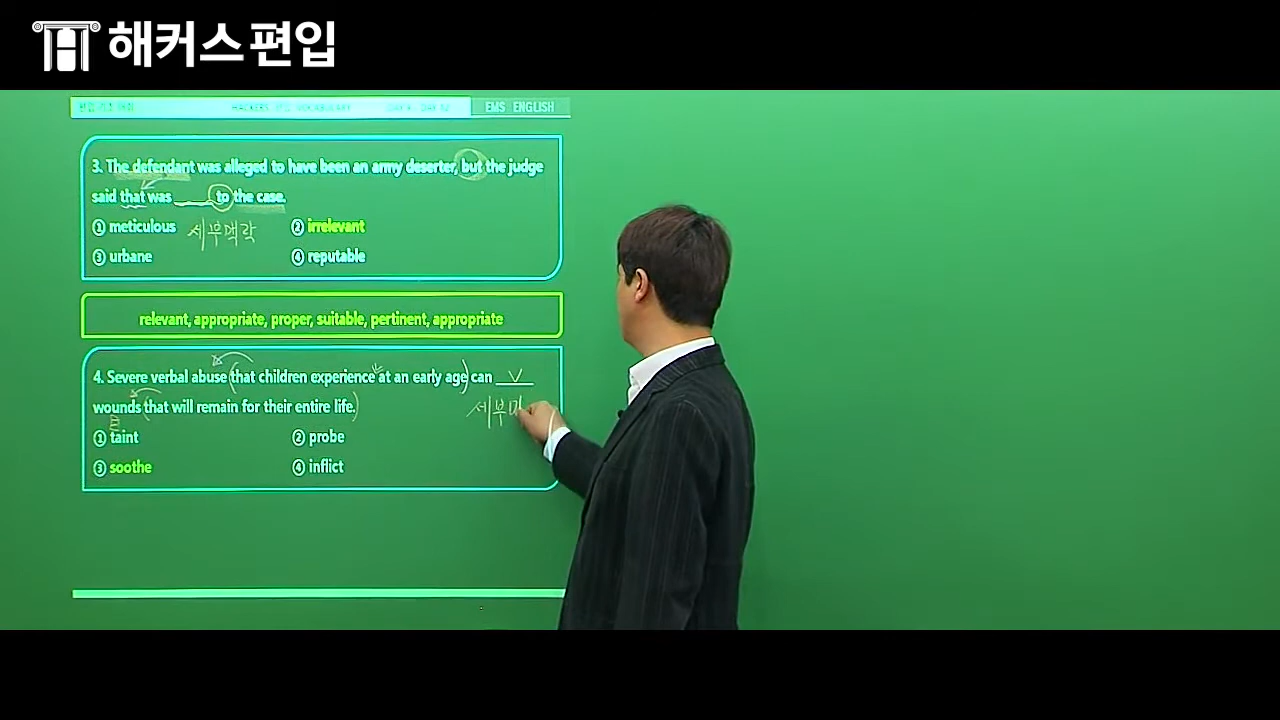 해커스편입
EMS ENGLISH
3. The defendant was alleged to have been an army deserter, but the judge
said that was _____ to the case.
① meticulous ② irrelevant
세부맥락
③ urbane ④ reputable
relevant, appropriate, proper, suitable, pertinent, appropriate
4. Severe verbal abuse (that children experience at an early age) can _____
v
wounds (that will remain for their entire life.)
세부
① taint ② probe
③ soothe ④ inflict